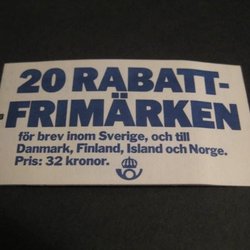 20 RABATT-
-FRIMÄRKEN
för brev inom Sverige, och till
Danmark, Finland, Island och Norge.
Pris: 32 kronor.